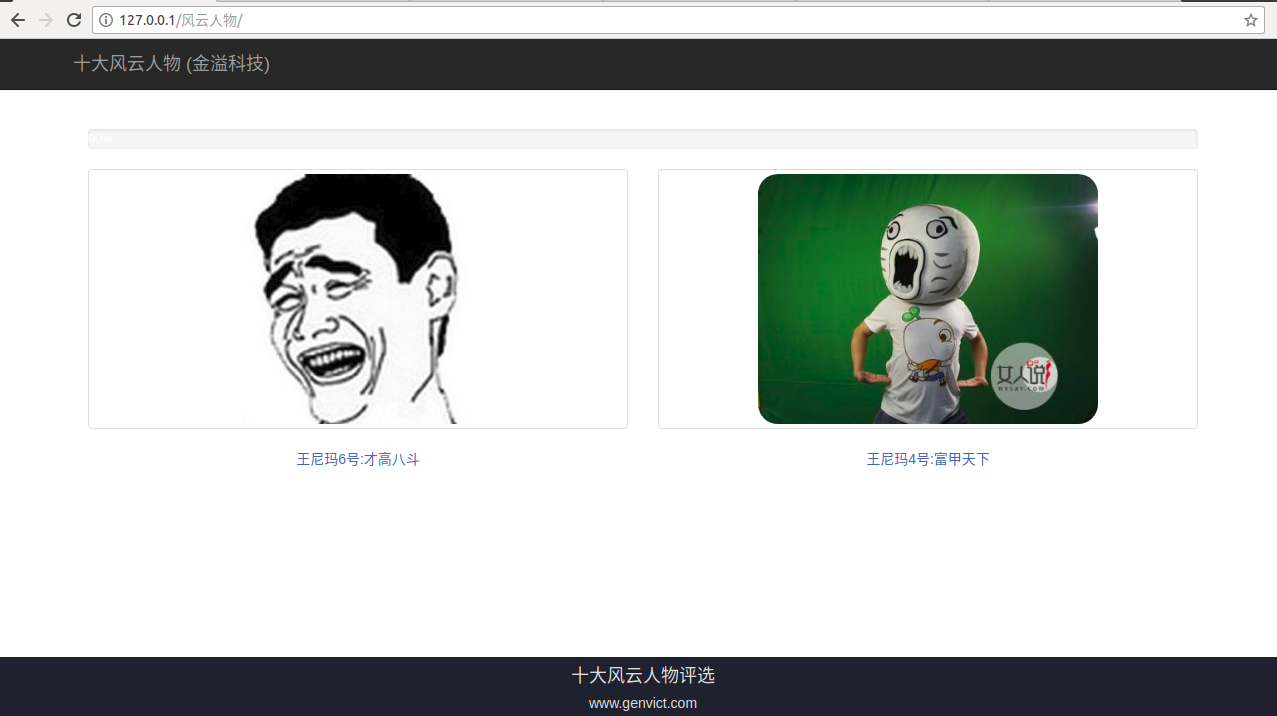 127.0.0.1/风云人物/
十大风云人物 (金溢科技)
女人说
NVSAY.COM
王尼玛6号:才高八斗
王尼玛4号:富甲天下
十大风云人物评选
www.genvict.com